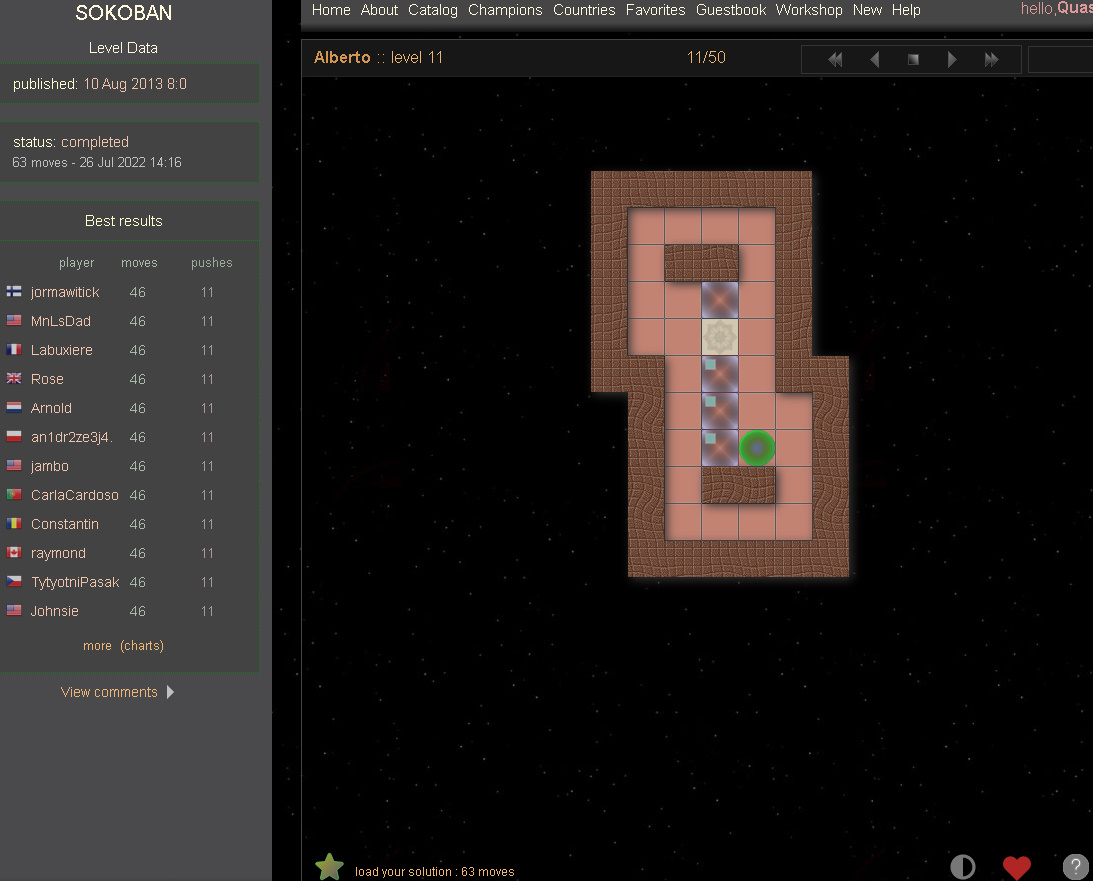 SOKOBAN
Level Data
published: 10 Aug 2013 8:0
status: completed
63 moves - 26 Jul 2022 14:16
Best results
player moves pushes
jormawitick 46 11
MnLsDad 46 11
Labuxiere 46 11
Rose 46 11
Arnold 46 11
an1dr2ze3j4. 46 11
jambo 46 11
CarlaCardoso 46 11
Constantin 46 11
raymond 46 11
TytyotniPasak 46 11
Johnsie 46 11
more (charts)
View comments
Home About Catalog Champions Countries Favorites Guestbook Workshop New Help
hello,Quas
Alberto :: level 11
11/50
load your solution : 63 moves
?